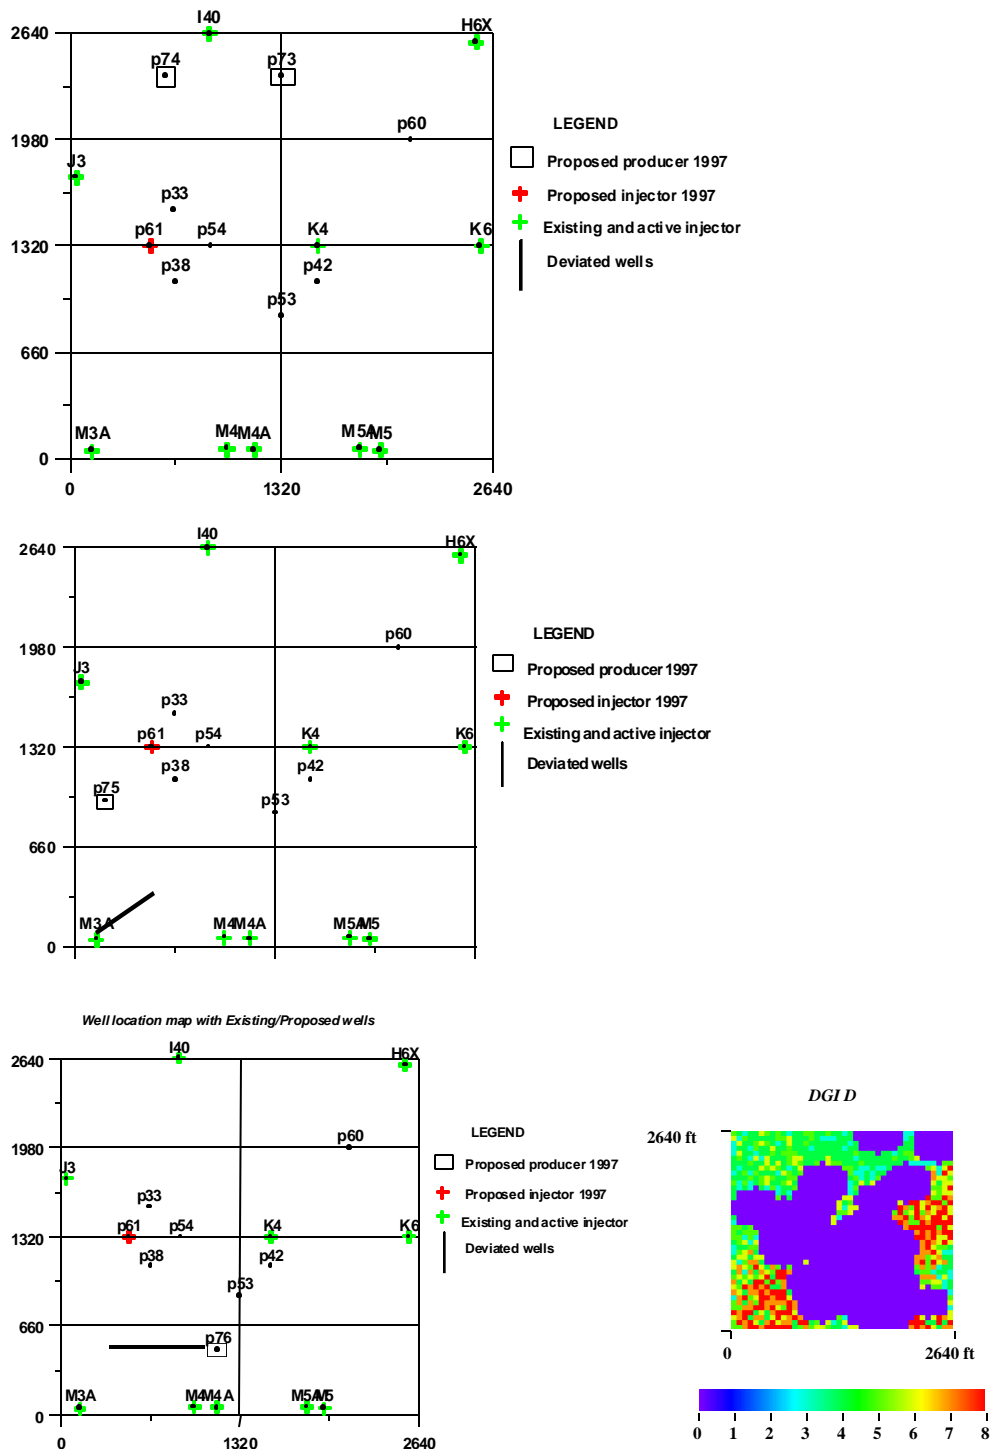 I40
H6X
2640
p74
p73
p60
LEGEND
1980
Proposed producer 1997
J3
p33
Proposed injector 1997
p61
p54
K4
K6
Existing and active injector
1320
Deviated wells
p38
p42
p53
660
M3A
M4
M4A
M5A
M5
0
0
1320
2640
I40
H6X
2640
p60
LEGEND
1980
J3
Proposed producer 1997
p33
Proposed injector 1997
p61
p54
K4
K6
Existing and active injector
1320
Deviated wells
p38
p42
p75
p53
660
M3A
M4
M4A
M5A
M5
0
Well location map with Existing/Proposed wells
I40
H6X
2640
p60
LEGEND
1980
Proposed producer 1997
J3
p33
Proposed injector 1997
p61
p54
K4
K6
Existing and active injector
1320
Deviated wells
p38
p42
p53
660
p76
M3A
M4
M4A
M5A
M5
0
0
1320
2640
DGI D
2640 ft
0
2640 ft
0 1 2 3 4 5 6 7 8